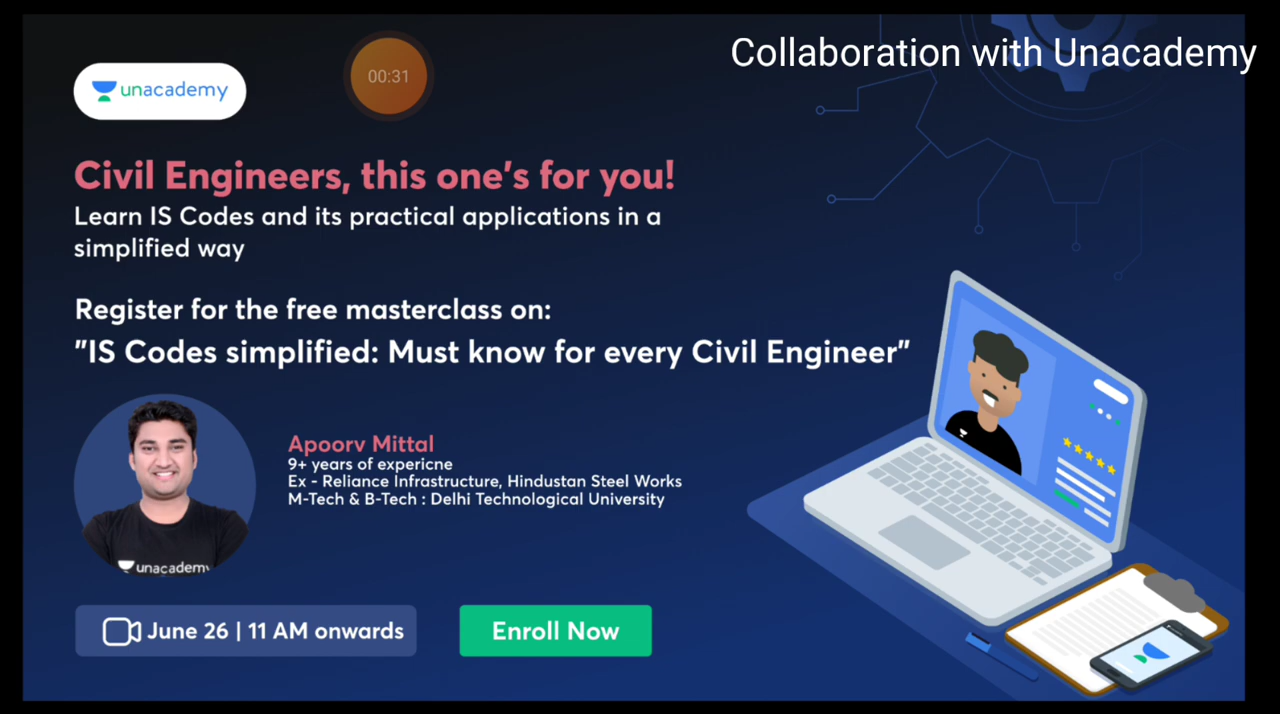 Collaboration with Unacademy
unacademy
00:31
Civil Engineers, this one's for you!
Learn IS Codes and its practical applications in a
simplified way
Register for the free masterclass on:
"IS Codes simplified: Must know for every Civil Engineer"
Apoorv Mittal
9+ years of expericne
Ex - Reliance Infrastructure, Hindustan Steel Works
M-Tech & B-Tech : Delhi Technological University
unacademy
June 26 | 11 AM onwards
Enroll Now